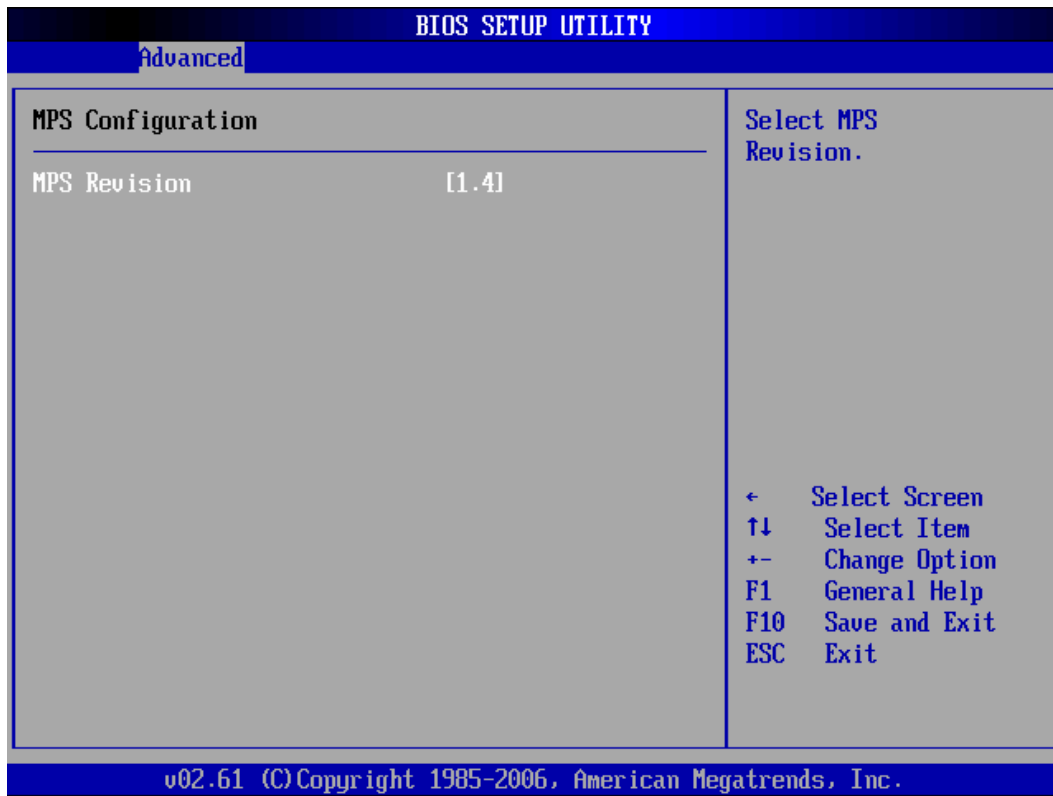 BIOS SETUP UTILITY
Advanced
MPS Configuration
MPS Revision [1.4]
Select MPS
Revision.
← Select Screen
↑↓ Select Item
+- Change Option
F1 General Help
F10 Save and Exit
ESC Exit
v02.61 (C)Copyright 1985-2006, American Megatrends, Inc.